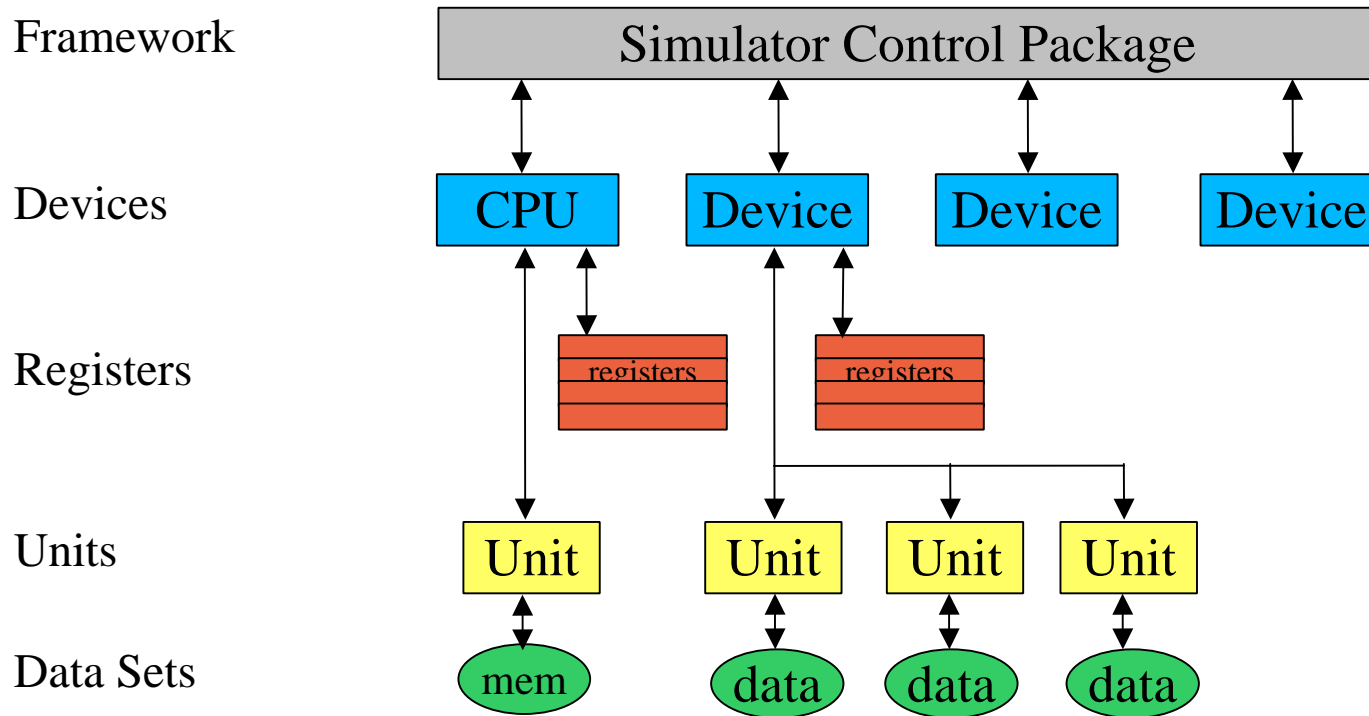 Framework
Simulator Control Package
Devices
CPU
Device
Device
Device
Registers
registers
registers
Units
Unit
Unit
Unit
Unit
Data Sets
mem
data
data
data